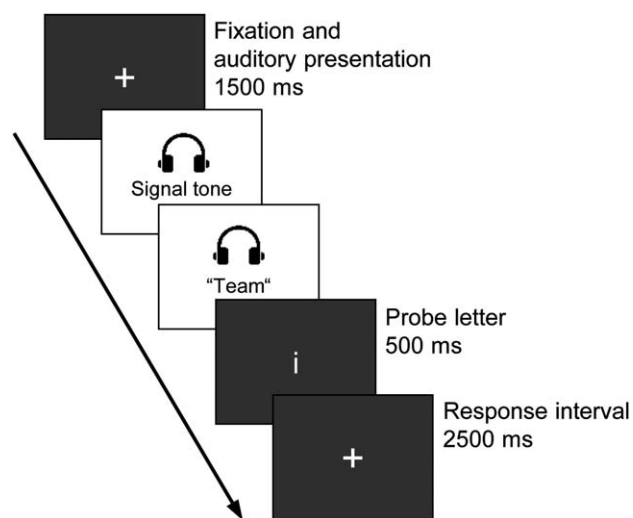 Fixation and
auditory presentation
1500 ms
+
Signal tone
“Team“
Probe letter
500 ms
i
Response interval
2500 ms
+